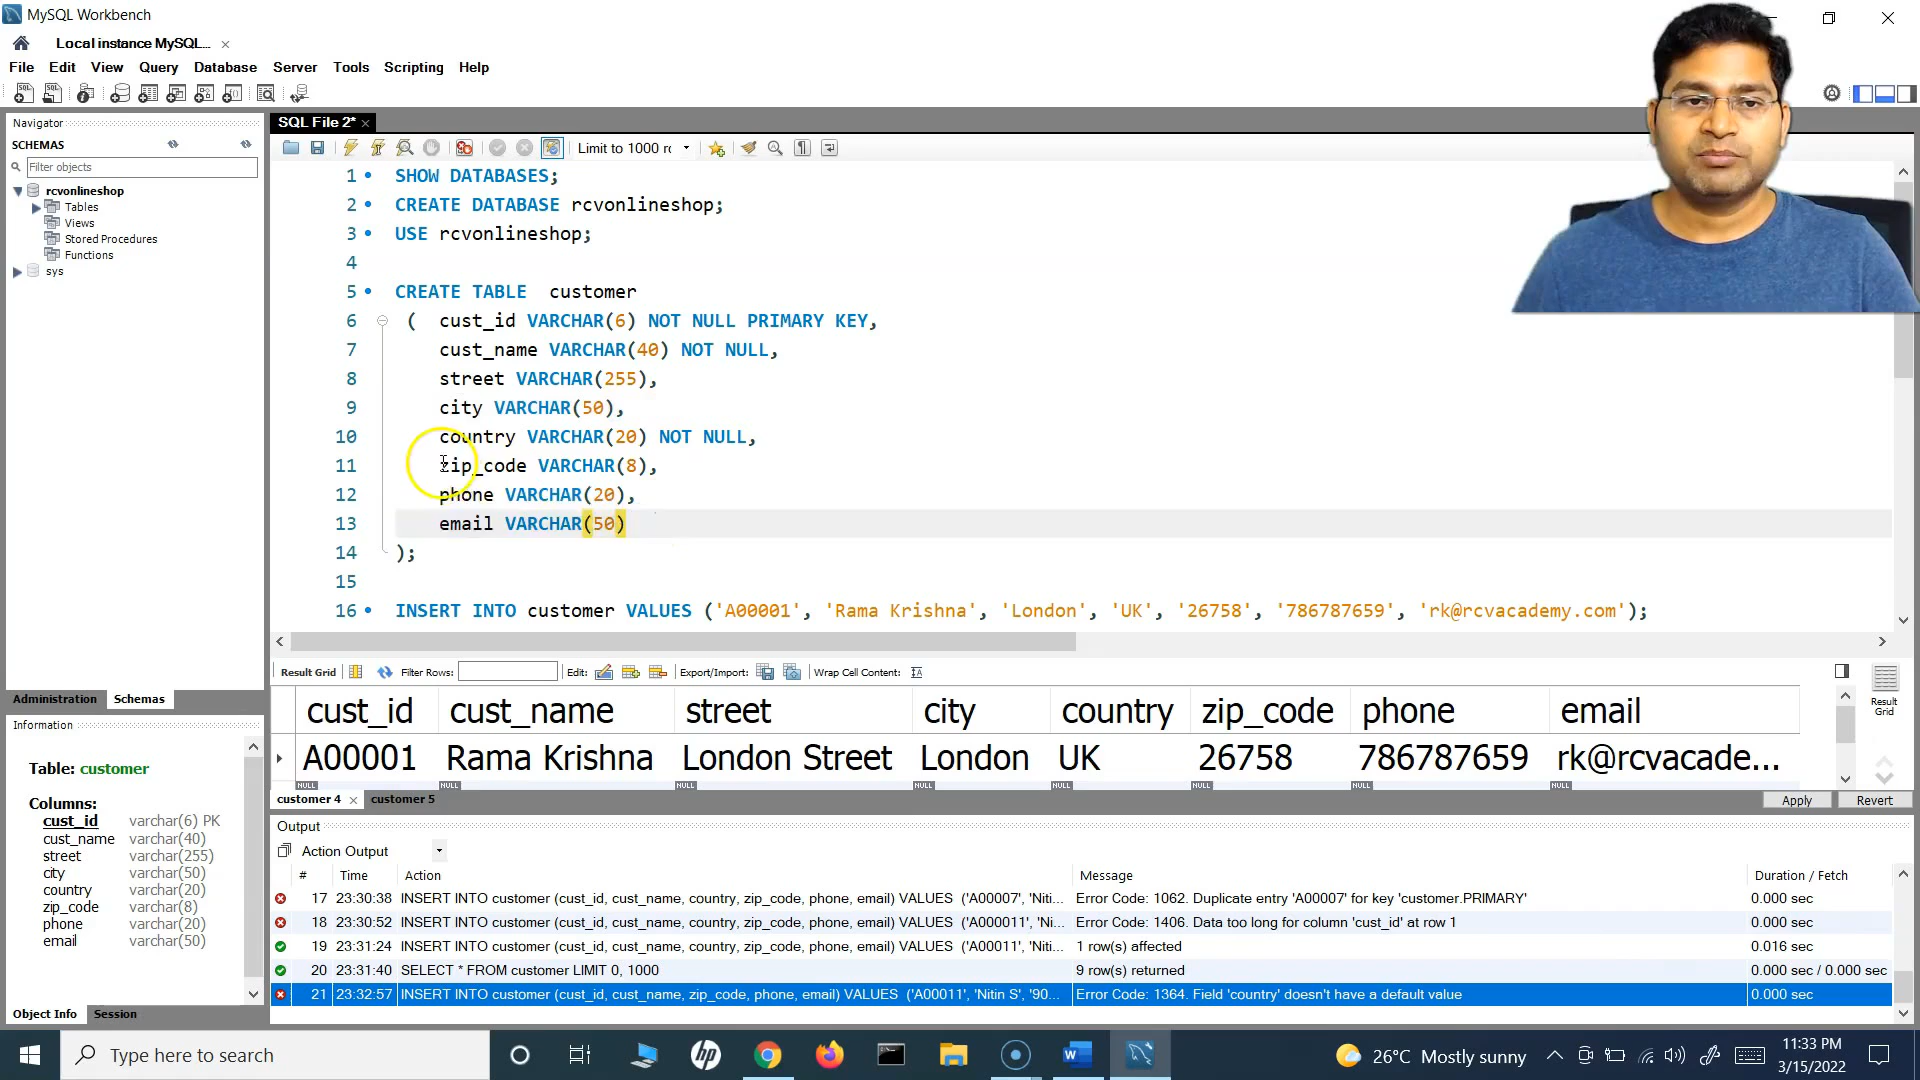 MySQL Workbench
Local instance MySQL...
File Edit View Query Database Server Tools Scripting Help
Navigator
SCHEMAS
Filter objects
rcvonlineshop
Tables
Views
Stored Procedures
Functions
sys
Administration Schemas
Information
Table: customer
Columns:
cust_id varchar(6) PK
cust_name varchar(40)
street varchar(255)
city varchar(50)
country varchar(20)
zip_code varchar(8)
phone varchar(20)
email varchar(50)
Object Info Session
SQL File 2*
Limit to 1000 rc
1 SHOW DATABASES;
2 CREATE DATABASE rcvonlineshop;
3 USE rcvonlineshop;
4
5 CREATE TABLE customer
6 ( cust_id VARCHAR(6) NOT NULL PRIMARY KEY,
7 cust_name VARCHAR(40) NOT NULL,
8 street VARCHAR(255),
9 city VARCHAR(50),
10 country VARCHAR(20) NOT NULL,
11 zip_code VARCHAR(8),
12 phone VARCHAR(20),
13 email VARCHAR(50)
14 );
15
16 INSERT INTO customer VALUES ('A00001', 'Rama Krishna', 'London', 'UK', '26758', '786787659', 'rk@rcvacademy.com');
Result Grid Filter Rows: Edit: Export/Import: Wrap Cell Content:
cust_id cust_name street city country zip_code phone email
A00001 Rama Krishna London Street London UK 26758 786787659 rk@rcvacade...
NULL NULL NULL NULL NULL NULL NULL NULL
Result
Grid
customer 4 customer 5 Apply Revert
Output
Action Output
# Time Action Message Duration / Fetch
17 23:30:38 INSERT INTO customer (cust_id, cust_name, country, zip_code, phone, email) VALUES ('A00007', 'Niti... Error Code: 1062. Duplicate entry 'A00007' for key 'customer.PRIMARY' 0.000 sec
18 23:30:52 INSERT INTO customer (cust_id, cust_name, country, zip_code, phone, email) VALUES ('A000011', 'Ni... Error Code: 1406. Data too long for column 'cust_id' at row 1 0.000 sec
19 23:31:24 INSERT INTO customer (cust_id, cust_name, country, zip_code, phone, email) VALUES ('A00011', 'Niti... 1 row(s) affected 0.016 sec
20 23:31:40 SELECT * FROM customer LIMIT 0, 1000 9 row(s) returned 0.000 sec / 0.000 sec
21 23:32:57 INSERT INTO customer (cust_id, cust_name, zip_code, phone, email) VALUES ('A00011', 'Nitin S', '90... Error Code: 1364. Field 'country' doesn't have a default value 0.000 sec
Type here to search
hp
26°C Mostly sunny
11:33 PM
3/15/2022